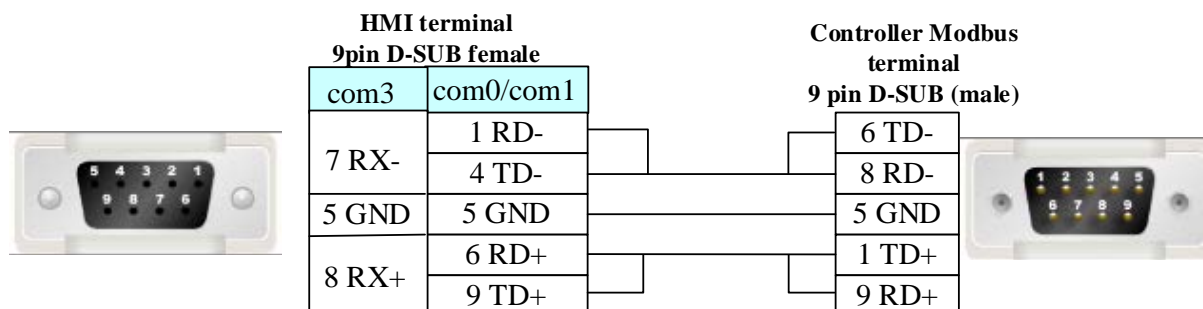 HMI terminal
9pin D-SUB female
Controller Modbus
terminal
9 pin D-SUB (male)
com3 com0/com1
7 RX- 1 RD- 6 TD-
4 TD- 8 RD-
5 GND 5 GND 5 GND
8 RX+ 6 RD+ 1 TD+
9 TD+ 9 RD+
5 4 3 2 1
9 8 7 6
1 2 3 4 5
6 7 8 9